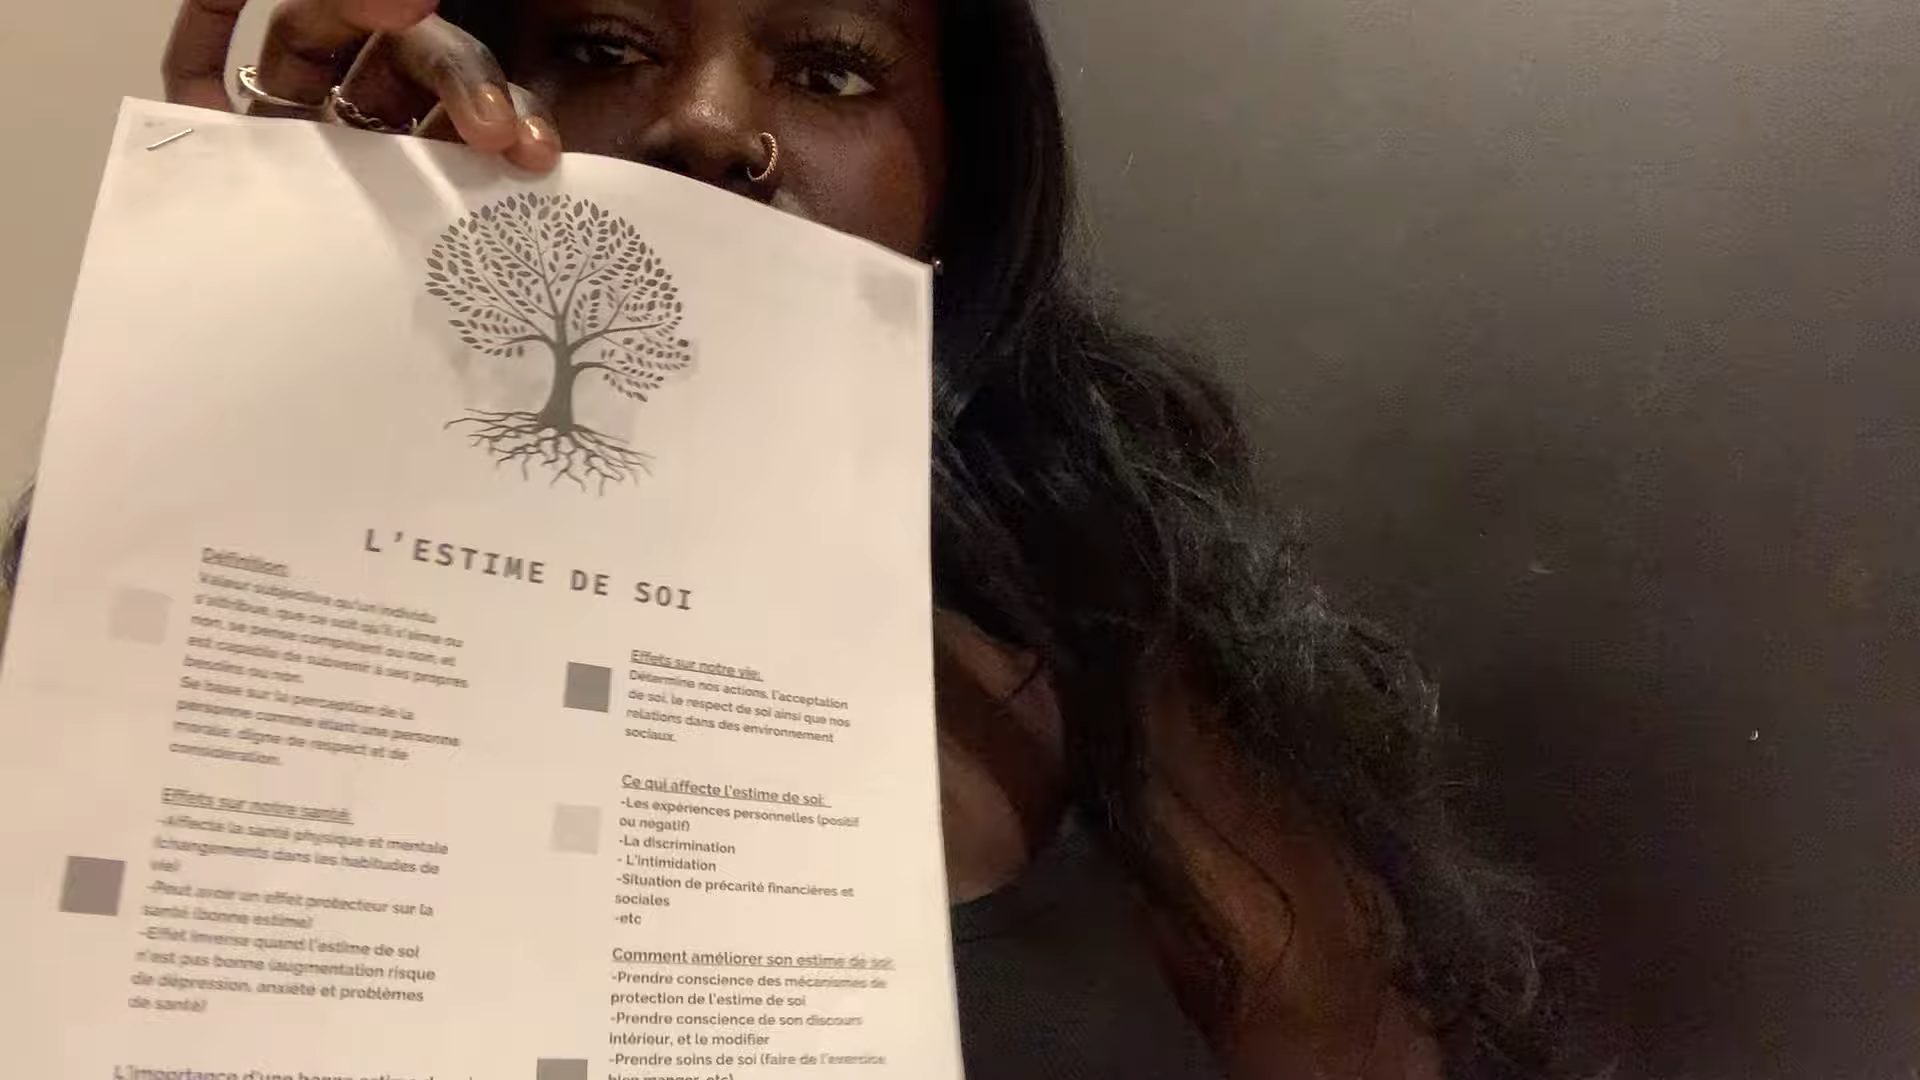 L'ESTIME DE SOI
Définition:
Valeur subjective qu'un individu
s'attribue, que ce soit qu'il s'aime ou
non, se pense compétent ou non, et
est capable de subvenir à ses propres
besoins ou non.
Se base sur la perception de la
personne comme étant une personne
morale, digne de respect et de
considération.
Effets sur notre santé:
-Affecte la santé physique et mentale
(changements dans les habitudes de
vie)
-Peut avoir un effet protecteur sur la
santé (bonne estime)
-Effet inverse quand l'estime de soi
n'est pas bonne (augmentation risque
de dépression, anxiété et problèmes
de santé)
L'importance d'une bonne estime
Effets sur notre vie:
Détermine nos actions, l'acceptation
de soi, le respect de soi ainsi que nos
relations dans des environnement
sociaux.
Ce qui affecte l'estime de soi:
-Les expériences personnelles (positif
ou négatif)
-La discrimination
- L'intimidation
-Situation de précarité financières et
sociales
-etc
Comment améliorer son estime de soi:
-Prendre conscience des mécanismes de
protection de l'estime de soi
-Prendre conscience de son discours
intérieur, et le modifier
-Prendre soins de soi (faire de l'exercice
bien manger, etc)